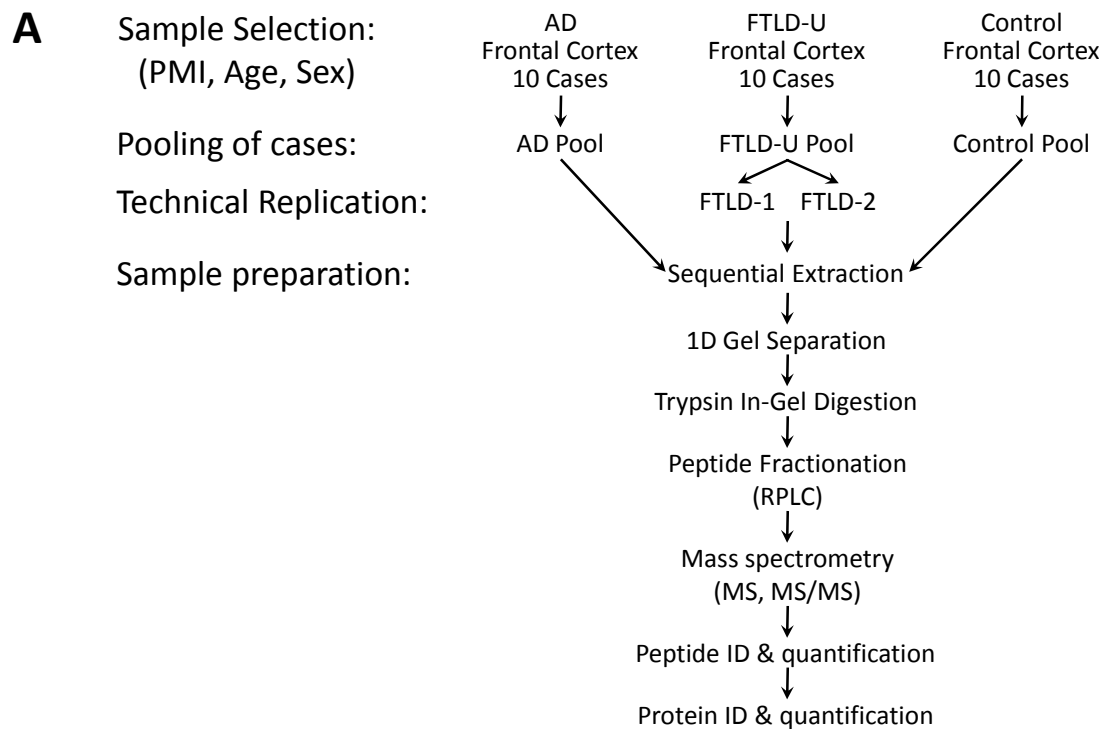 A
Sample Selection:
(PMI, Age, Sex)
AD
Frontal Cortex
10 Cases
FTLD-U
Frontal Cortex
10 Cases
Control
Frontal Cortex
10 Cases
Pooling of cases:
AD Pool
FTLD-U Pool
Control Pool
Technical Replication:
FTLD-1
FTLD-2
Sample preparation:
Sequential Extraction
1D Gel Separation
Trypsin In-Gel Digestion
Peptide Fractionation
(RPLC)
Mass spectrometry
(MS, MS/MS)
Peptide ID & quantification
Protein ID & quantification